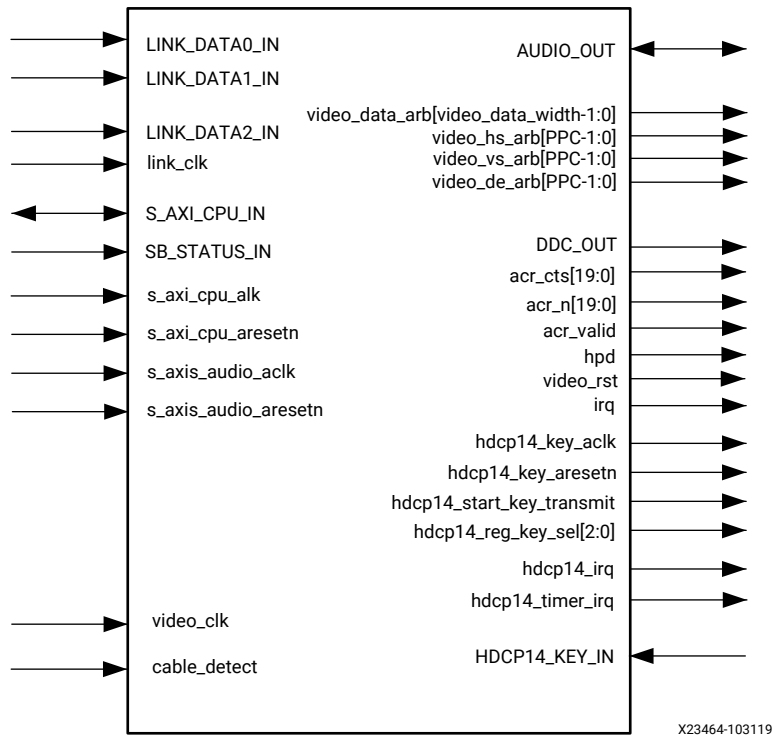 LINK_DATA0_IN
LINK_DATA1_IN
LINK_DATA2_IN
link_clk
S_AXI_CPU_IN
SB_STATUS_IN
s_axi_cpu_alk
s_axi_cpu_aresetn
s_axis_audio_aclk
s_axis_audio_aresetn
video_clk
cable_detect
AUDIO_OUT
video_data_arb[video_data_width-1:0]
video_hs_arb[PPC-1:0]
video_vs_arb[PPC-1:0]
video_de_arb[PPC-1:0]
DDC_OUT
acr_cts[19:0]
acr_n[19:0]
acr_valid
hpd
video_rst
irq
hdcp14_key_aclk
hdcp14_key_aresetn
hdcp14_start_key_transmit
hdcp14_reg_key_sel[2:0]
hdcp14_irq
hdcp14_timer_irq
HDCP14_KEY_IN
X23464-103119